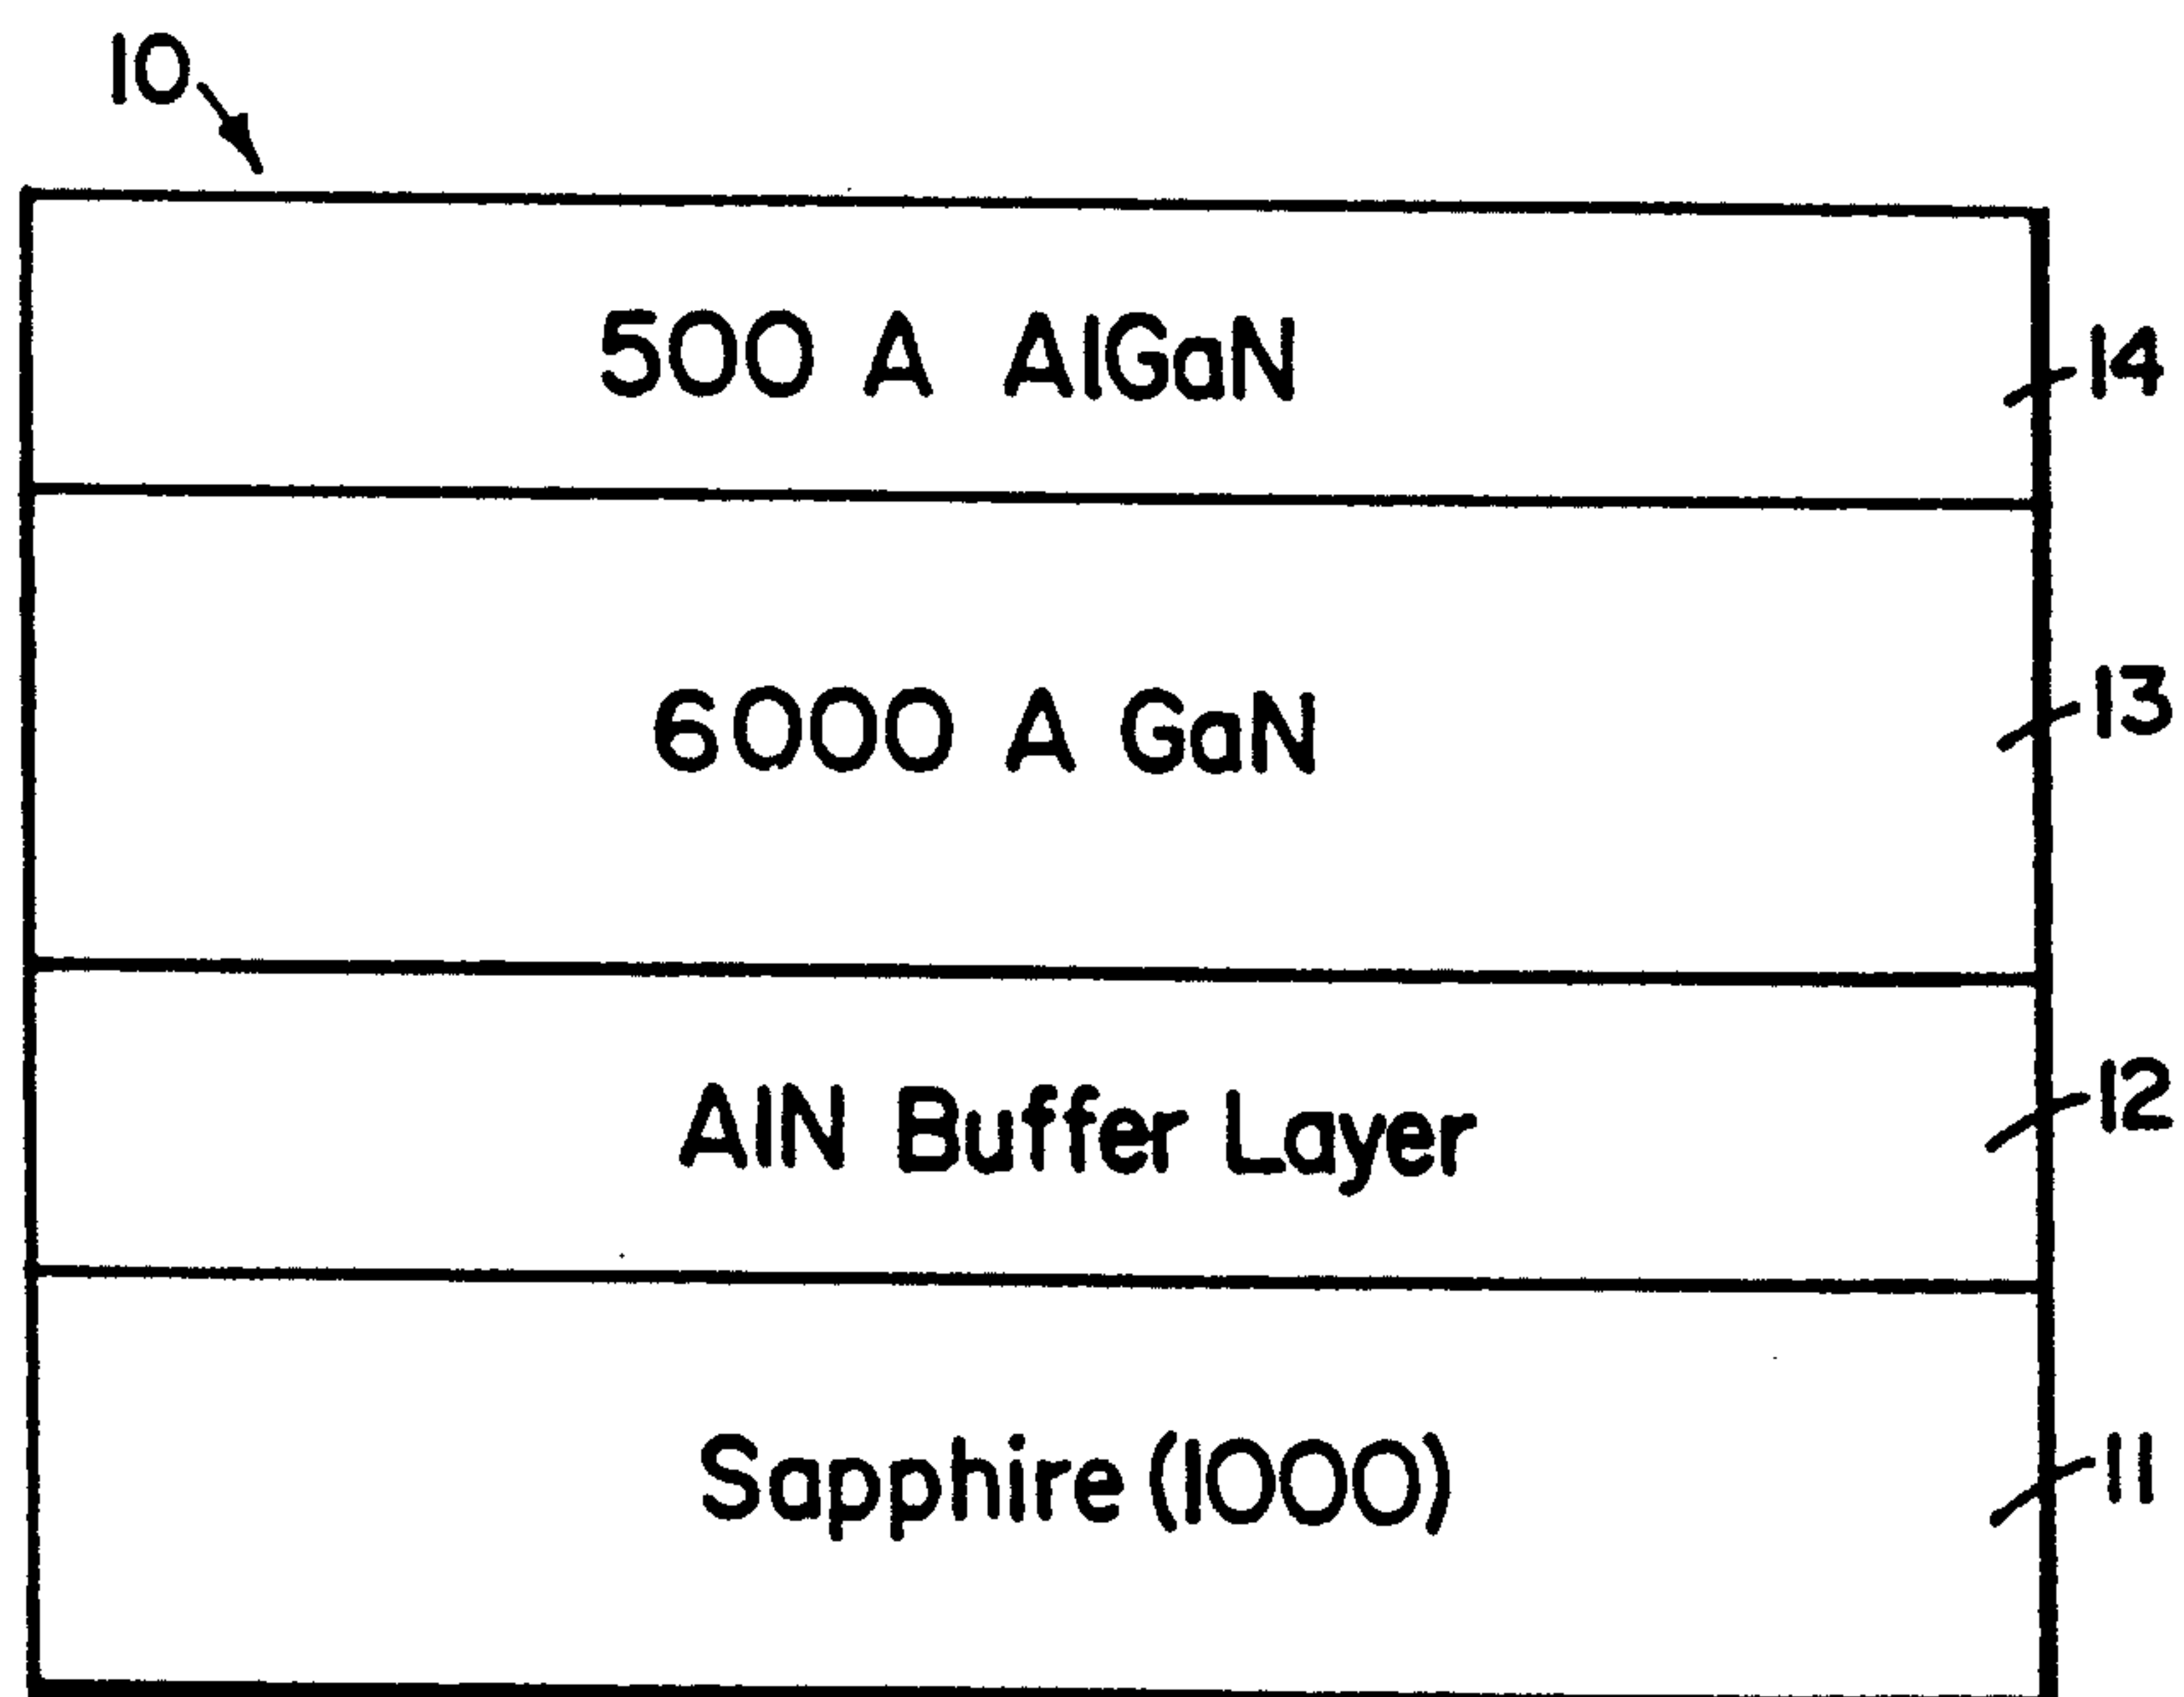 10
500 A AlGaN
14
6000 A GaN
13
AlN Buffer Layer
12
Sapphire (1000)
11